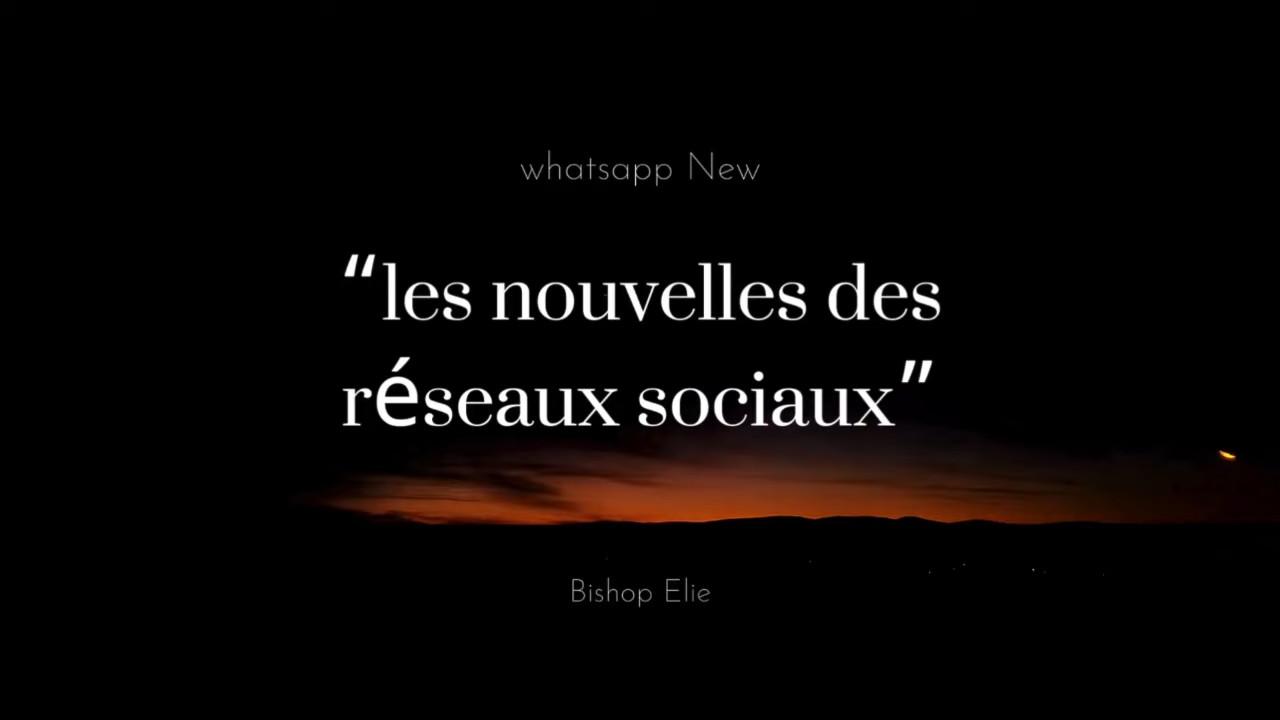 whatsapp New
“les nouvelles des
réseaux sociaux”
Bishop Elie